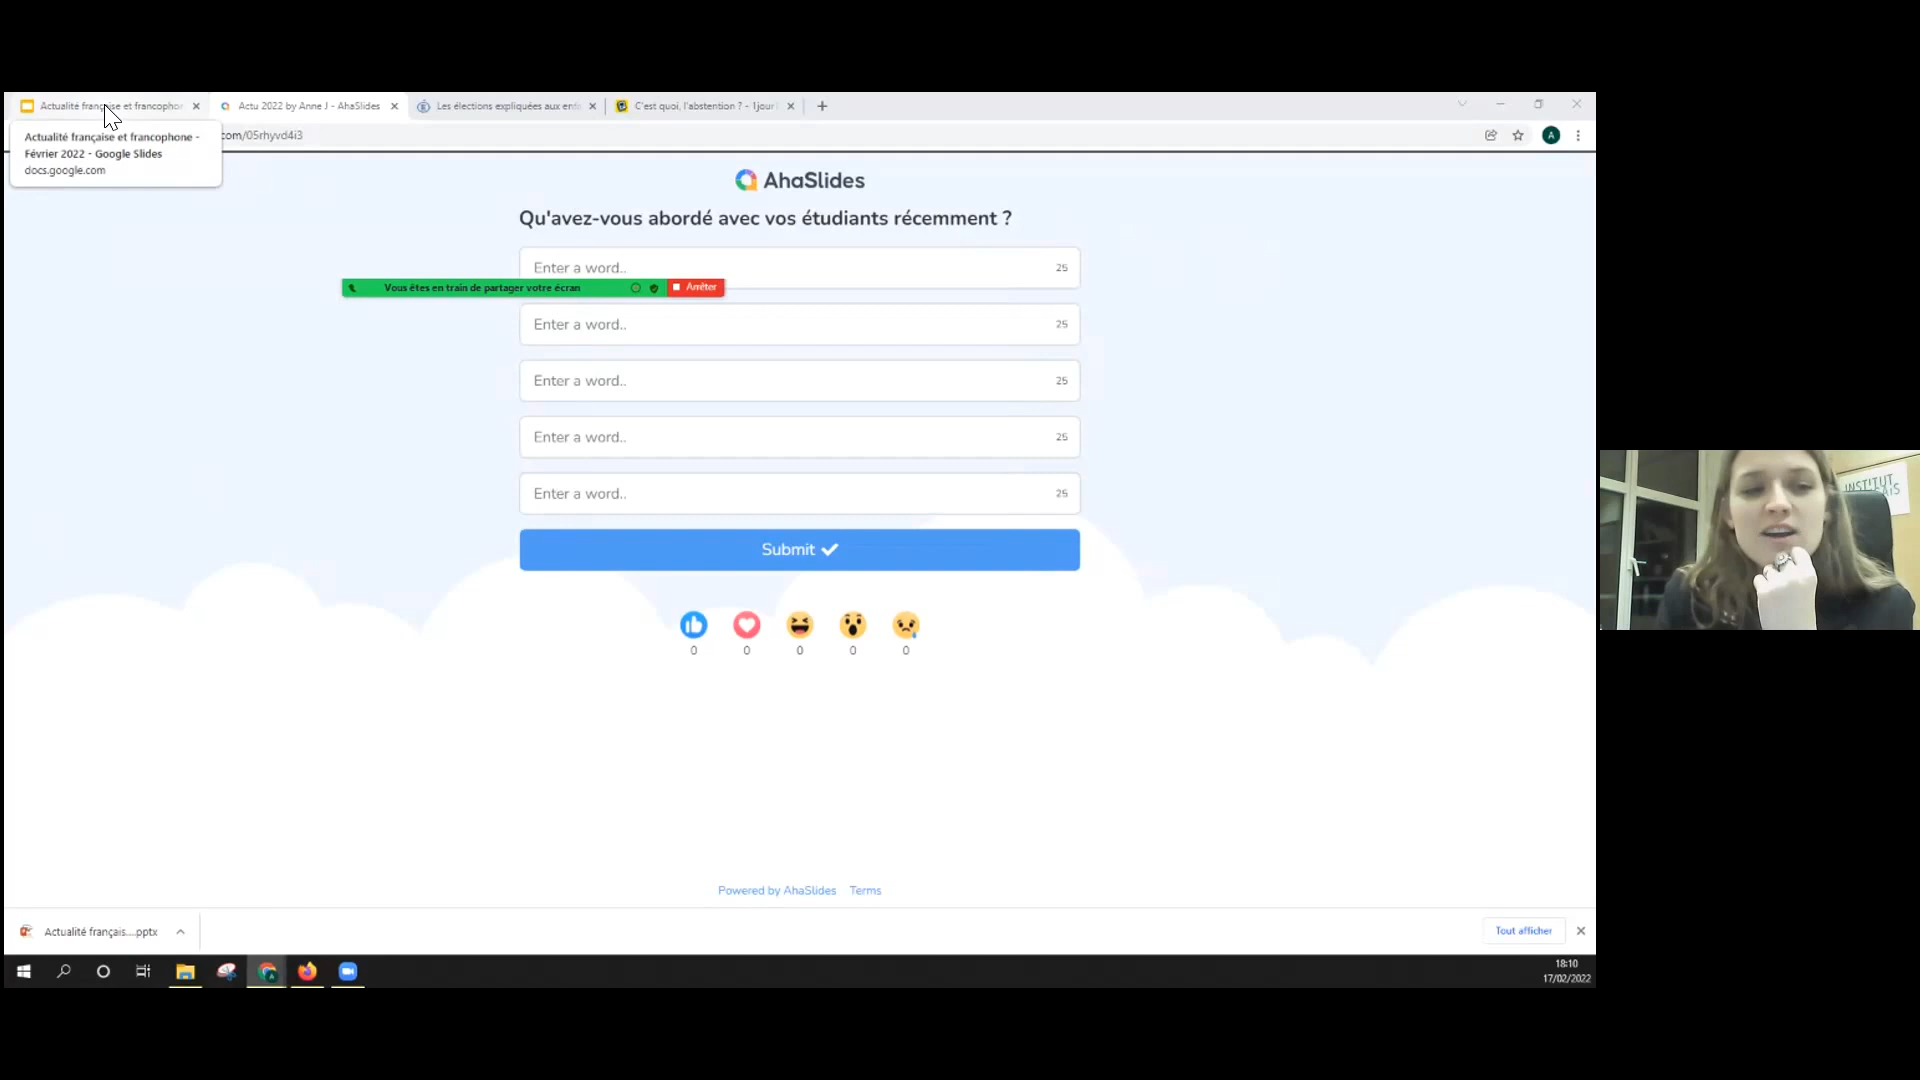 Actualité française et francophon
Actu 2022 by Anne J - AhaSlides
Les élections expliquées aux enfa
C'est quoi, l'abstention ? - 1jour1
Actualité française et francophone -
Février 2022 - Google Slides
docs.google.com
com/05rhyvd4i3
A
AhaSlides
Qu'avez-vous abordé avec vos étudiants récemment ?
Enter a word.. 25
Vous êtes en train de partager votre écran Arrêter
Enter a word.. 25
Enter a word.. 25
Enter a word.. 25
Enter a word.. 25
Submit
0 0 0 0 0
INSTITUT
Powered by AhaSlides Terms
Actualité français....pptx
Tout afficher
18:10
17/02/2022